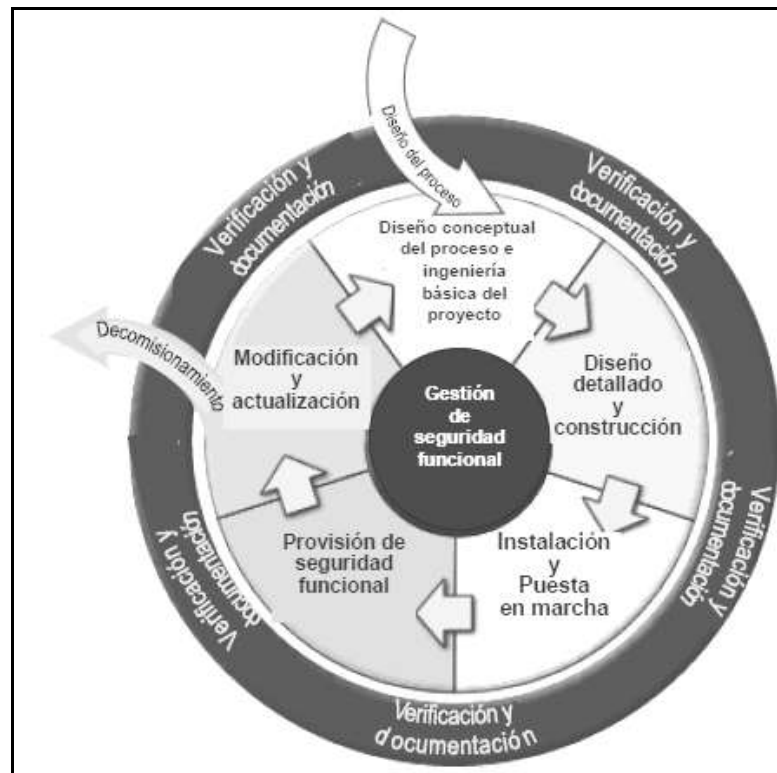 Diseño del proceso
Verificación y
documentación
Verificación y
documentación
Diseño conceptual
del proceso e
ingeniería
básica del
proyecto
Decomisionamiento
Modificación
y
actualización
Gestión
de
seguridad
funcional
Diseño
detallado
y
construcción
Provisión de
seguridad
funcional
Instalación
y
Puesta
en marcha
Verificación y
documentación
Verificación y
documentación
Verificación y
documentación